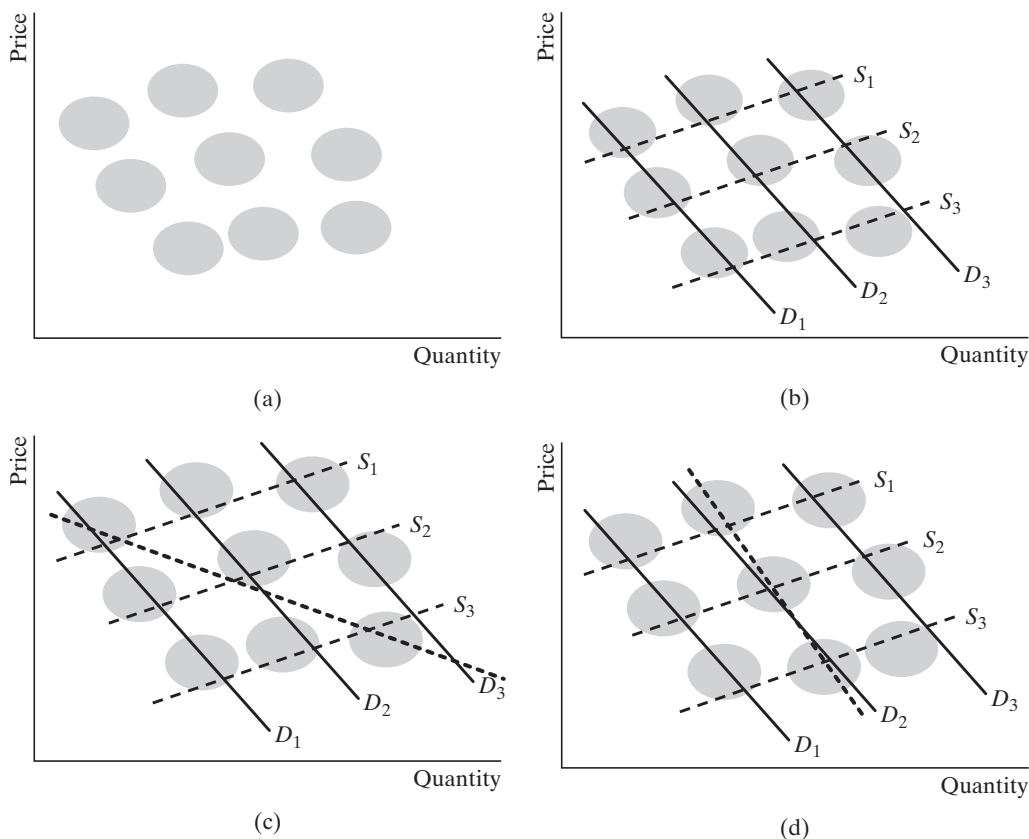 Price
Quantity
(a)
Price
S1
S2
S3
D1
D2
D3
Quantity
(b)
Price
S1
S2
S3
D1
D2
D3
Quantity
(c)
Price
S1
S2
S3
D1
D2
D3
Quantity
(d)